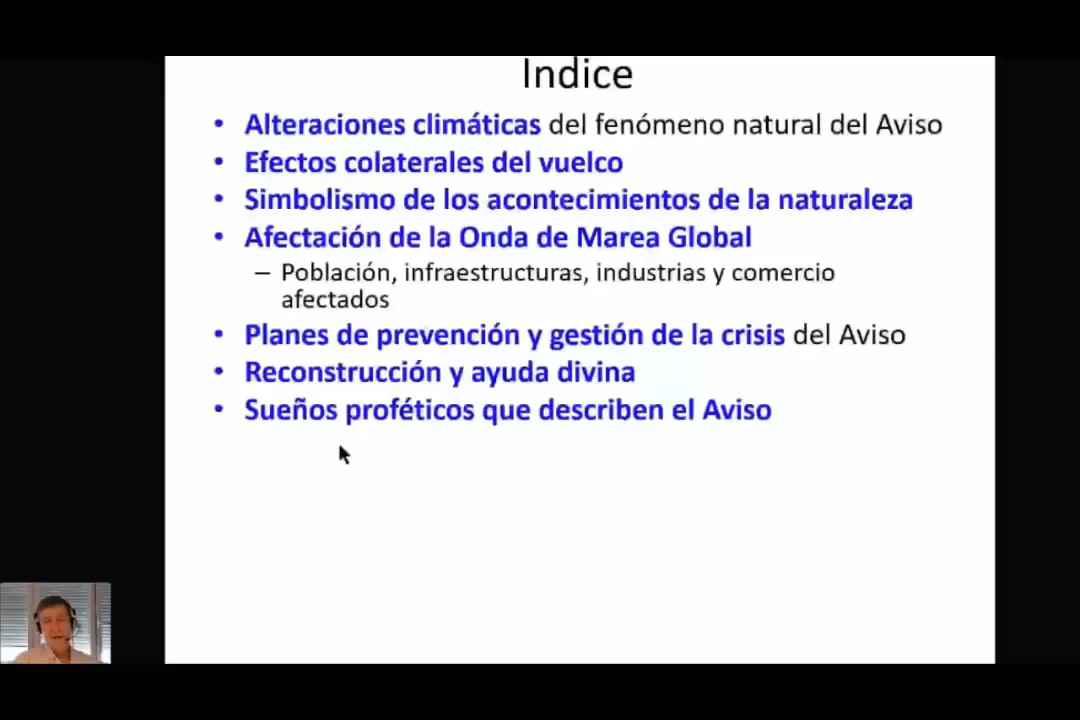 Indice
• Alteraciones climáticas del fenómeno natural del Aviso
• Efectos colaterales del vuelco
• Simbolismo de los acontecimientos de la naturaleza
• Afectación de la Onda de Marea Global
– Población, infraestructuras, industrias y comercio
afectados
• Planes de prevención y gestión de la crisis del Aviso
• Reconstrucción y ayuda divina
• Sueños proféticos que describen el Aviso